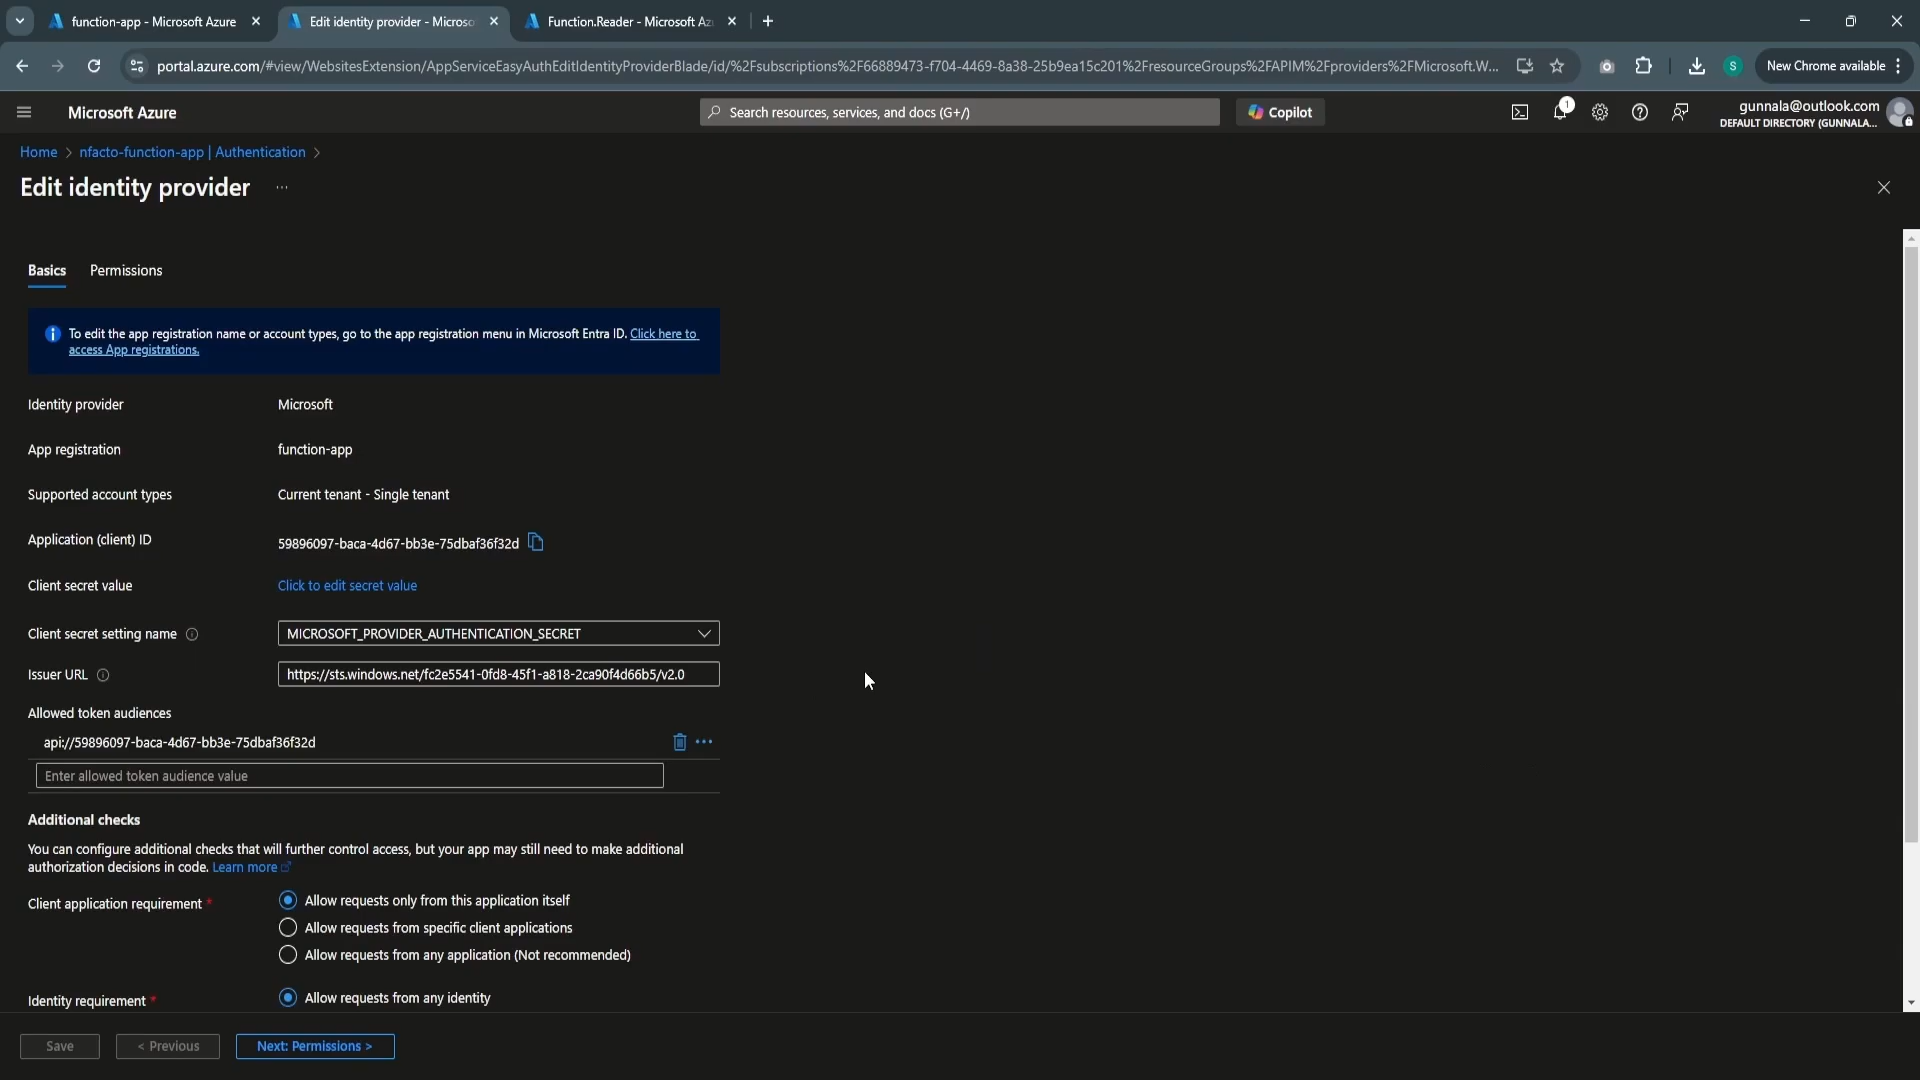 function-app - Microsoft Azure
Edit identity provider - Microso
Function.Reader - Microsoft Az
portal.azure.com/#view/WebsitesExtension/AppServiceEasyAuthEditIdentityProviderBlade/id/%2Fsubscriptions%2F66889473-f704-4469-8a38-25b9ea15c201%2FresourceGroups%2FAPIM%2Fproviders%2FMicrosoft.W...
S
New Chrome available
Microsoft Azure
Search resources, services, and docs (G+/)
Copilot
1
gunnala@outlook.com
DEFAULT DIRECTORY (GUNNALA...
Home > nfacto-function-app | Authentication >
Edit identity provider ...
Basics
Permissions
To edit the app registration name or account types, go to the app registration menu in Microsoft Entra ID. Click here to
access App registrations.
Identity provider
Microsoft
App registration
function-app
Supported account types
Current tenant - Single tenant
Application (client) ID
59896097-baca-4d67-bb3e-75dbaf36f32d
Client secret value
Click to edit secret value
Client secret setting name
MICROSOFT_PROVIDER_AUTHENTICATION_SECRET
Issuer URL
https://sts.windows.net/fc2e5541-0fd8-45f1-a818-2ca90f4d66b5/v2.0
Allowed token audiences
api://59896097-baca-4d67-bb3e-75dbaf36f32d
Enter allowed token audience value
Additional checks
You can configure additional checks that will further control access, but your app may still need to make additional
authorization decisions in code. Learn more
Client application requirement *
Allow requests only from this application itself
Allow requests from specific client applications
Allow requests from any application (Not recommended)
Identity requirement *
Allow requests from any identity
Save
< Previous
Next: Permissions >